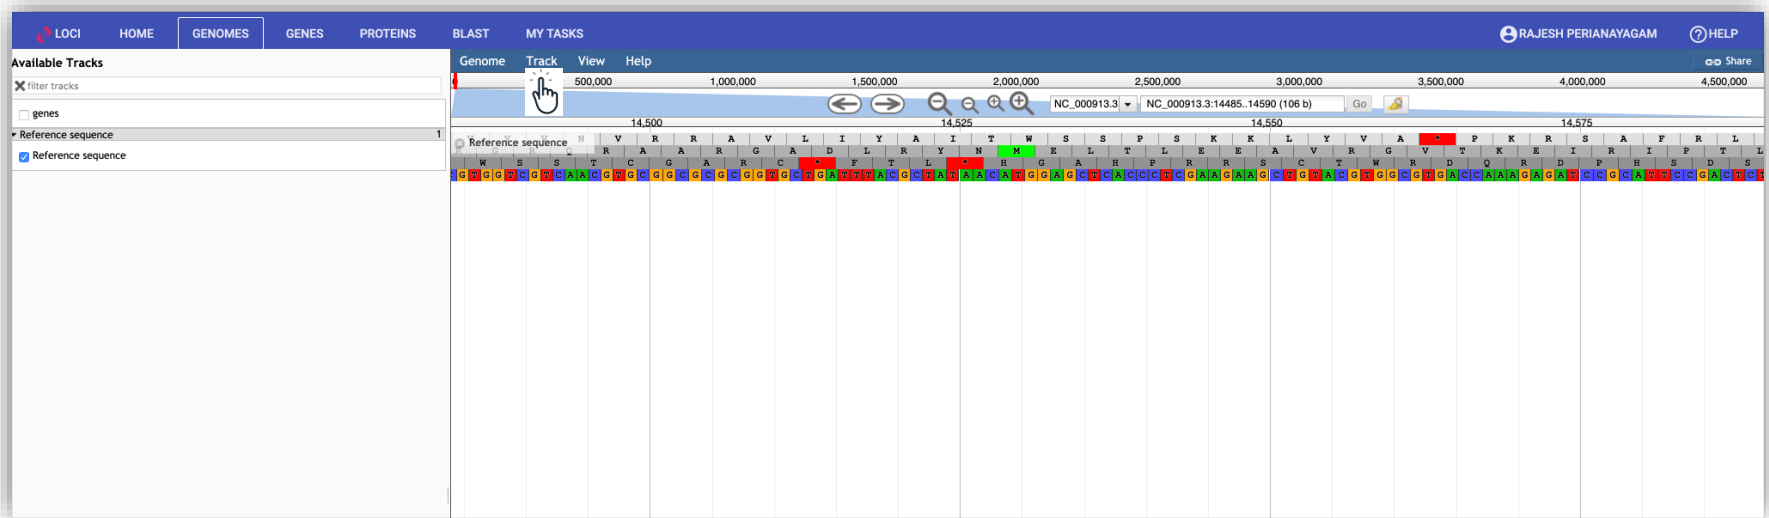 LOCI HOME GENOMES GENES PROTEINS BLAST MY TASKS RAJESH PERIANAYAGAM HELP
Available Tracks
filter tracks
genes
Reference sequence 1
Reference sequence
Genome Track View Help Share
500,000 1,000,000 1,500,000 2,000,000 2,500,000 3,000,000 3,500,000 4,000,000 4,500,000
NC_000913.3 NC_000913.3:14485..14590 (106 b) Go
14,500 14,525 14,550 14,575
Reference sequence
N V R R A V L I Y A I T W S S P S K K L Y V A * P K R S A F R L
Q R A A R G A D L R Y N M E L T L E E A V R G V T K E I R I P T L
W S S T C G A R C * F T L * H G A H P R R S C T W R D Q R D P H S D S
C G T G G T C G T C A A C G T G C G G C G C G C G G T G C T G A T T T A C G C T A T A A C A T G G A G C T C A C C C T C G A A G A A G C T G T A C G T G G C G T G A C C A A A G A G A T C C G C A T T C C G A C T C T